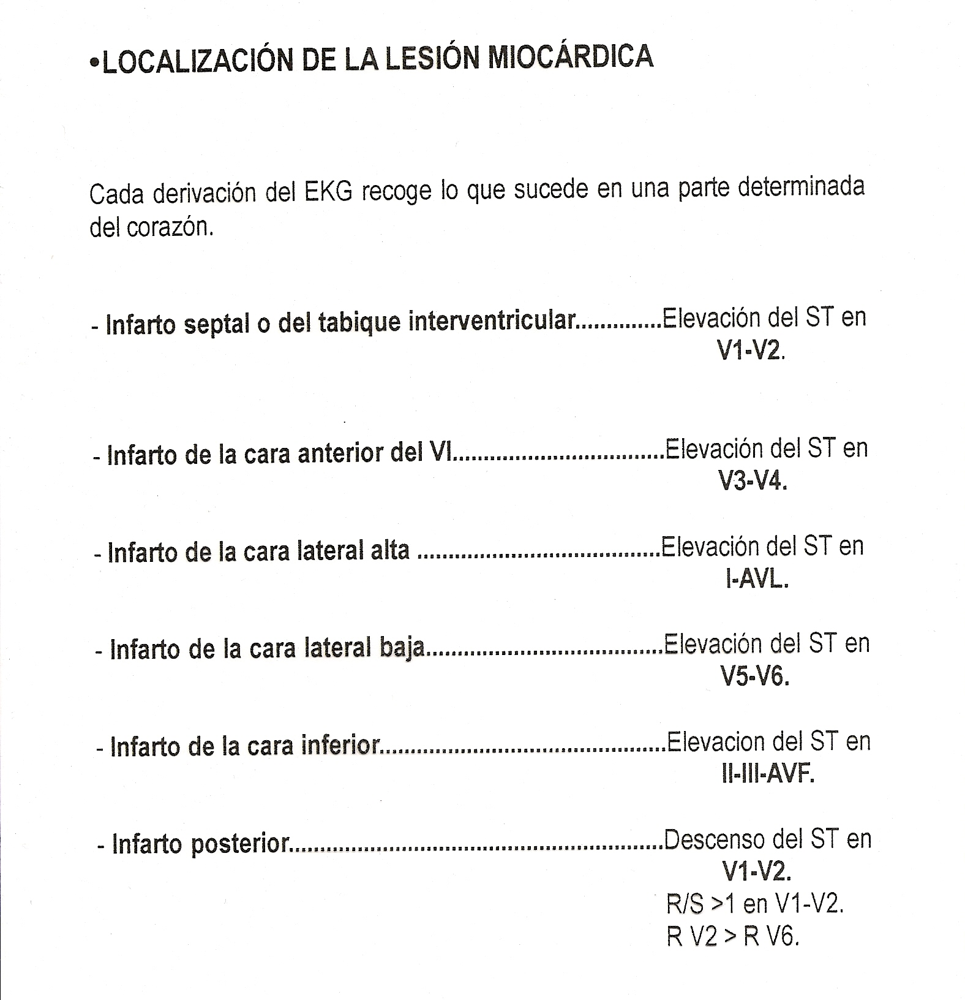 •LOCALIZACIÓN DE LA LESIÓN MIOCÁRDICA
Cada derivación del EKG recoge lo que sucede en una parte determinada
del corazón.
- Infarto septal o del tabique interventricular..............Elevación del ST en
V1-V2.
- Infarto de la cara anterior del VI..................................Elevación del ST en
V3-V4.
- Infarto de la cara lateral alta .......................................Elevación del ST en
I-AVL.
- Infarto de la cara lateral baja......................................Elevación del ST en
V5-V6.
- Infarto de la cara inferior..............................................Elevacion del ST en
II-III-AVF.
- Infarto posterior............................................................Descenso del ST en
V1-V2.
R/S >1 en V1-V2.
R V2 > R V6.